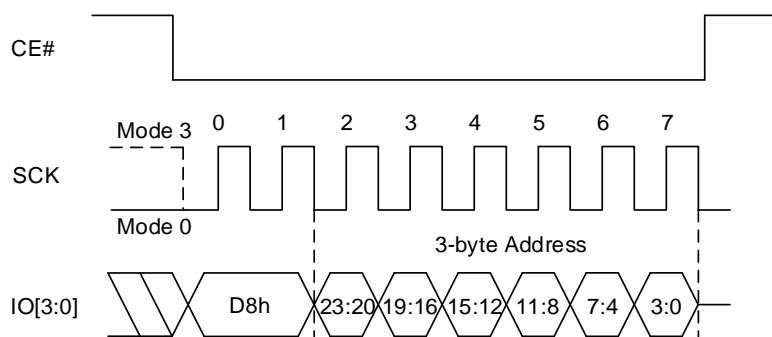 CE#
Mode 3 0 1 2 3 4 5 6 7
SCK
Mode 0
3-byte Address
IO[3:0] D8h 23:20 19:16 15:12 11:8 7:4 3:0